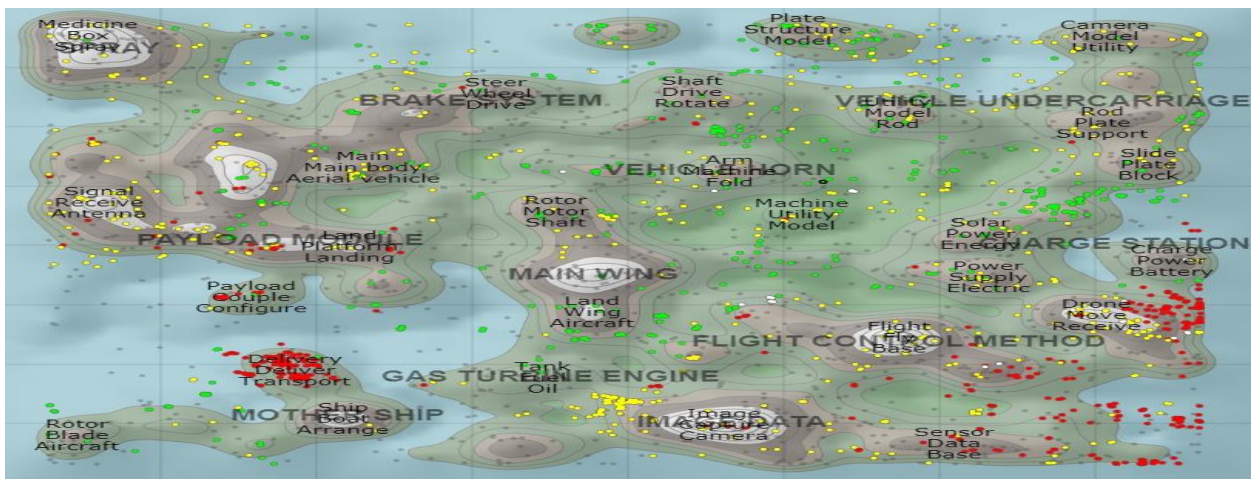 Medicine
Box
Spray
SPRAY
Plate
Structure
Model
Camera
Model
Utility
Steer
Wheel
Drive
BRAKE SYSTEM
Shaft
Drive
Rotate
Utility
Model
Rod
VEHICLE UNDERCARRIAGE
Rod
Plate
Support
Main
Main body
Aerial vehicle
Arm
Machine
Fold
VEHICLE HORN
Slide
Plate
Block
Signal
Receive
Antenna
Rotor
Motor
Shaft
Machine
Utility
Model
Solar
Power
Energy
CHARGE STATION
PAYLOAD MODULE
Land
Platform
Landing
MAIN WING
Power
Supply
Electric
Charge
Power
Battery
Payload
Couple
Configure
Land
Wing
Aircraft
Drone
Move
Receive
Flight
Fly
Base
FLIGHT CONTROL METHOD
Delivery
Deliver
Transport
GAS TURBINE ENGINE
Tank
Fuel
Oil
MOTHER SHIP
Ship
Boat
Arrange
Rotor
Blade
Aircraft
IMAGE DATA
Image
Capture
Camera
Sensor
Data
Base